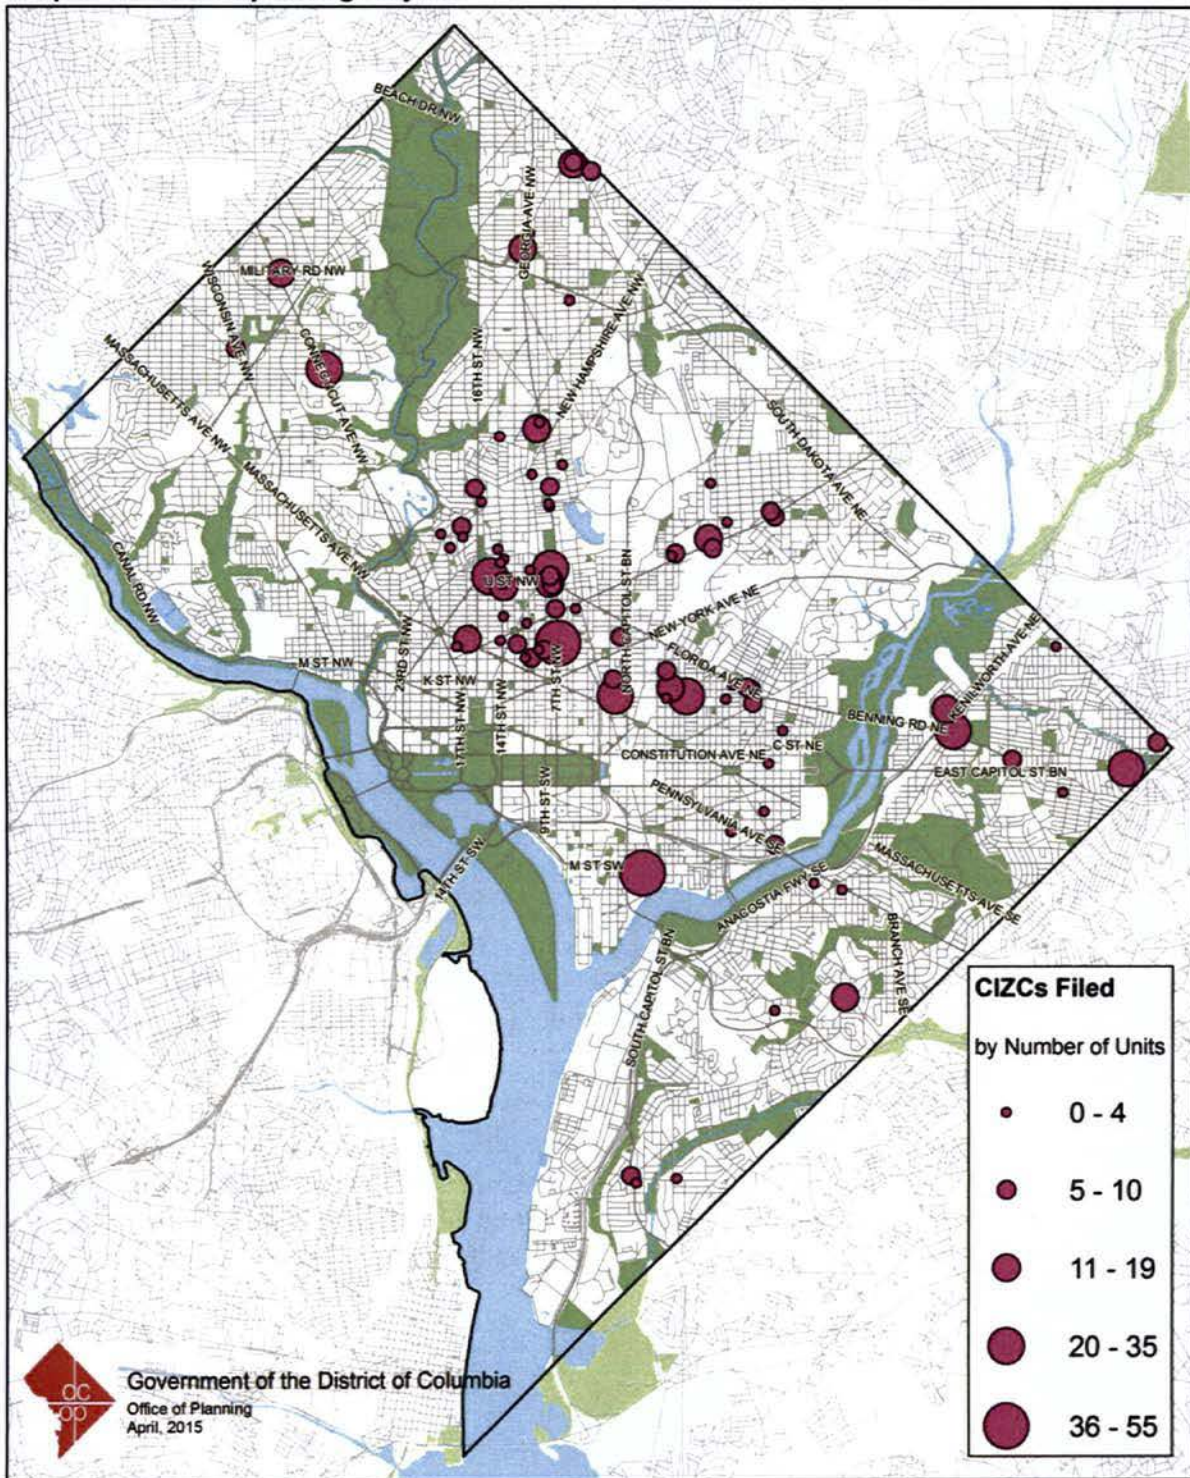 BEACH DR NW
GEORGIA AVE NW
MILITARY RD NW
WISCONSIN AVE NW
CONNECTICUT AVE NW
MASSACHUSETTS AVE NW
MASSACHUSETTS AVE NW
MASSACHUSETTS AVE NW
16TH ST NW
NEW HAMPSHIRE AVE NW
SOUTH DAKOTA AVE NE
CANAL RD NW
U ST NW
NORTH CAPITOL ST BN
NEW YORK AVE NE
FLORIDA AVE NE
23RD ST NW
M ST NW
K ST NW
17TH ST NW
14TH ST NW
7TH ST NW
KENILWORTH AVE NE
BENNING RD NE
CONSTITUTION AVE NE
C ST NE
EAST CAPITOL ST BN
9TH ST SW
PENNSYLVANIA AVE SE
M ST SW
14TH ST SW
ANACOSTIA FWY SE
MASSACHUSETTS AVE SE
BRANCH AVE SE
SOUTH CAPITOL ST BN
CIZCs Filed
by Number of Units
0 - 4
5 - 10
11 - 19
20 - 35
36 - 55
dc
op
Government of the District of Columbia
Office of Planning
April, 2015